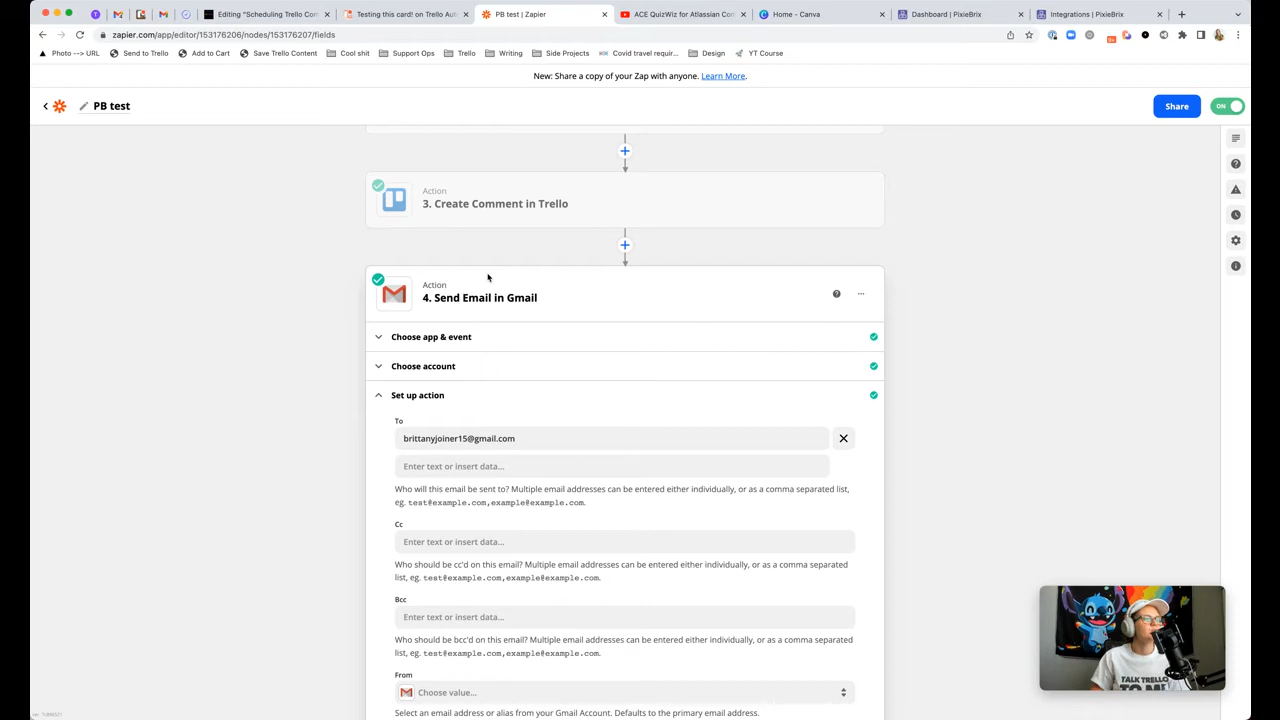 Editing "Scheduling Trello Con
Testing this card! on Trello Aut
PB test | Zapier
ACE QuizWiz for Atlassian Com
Home - Canva
Dashboard | PixieBrix
Integrations | PixieBrix
zapier.com/app/editor/153176206/nodes/153176207/fields
Photo --> URL
Send to Trello
Add to Cart
Save Trello Content
Cool shit
Support Ops
Trello
Writing
Side Projects
Covid travel requir...
Design
YT Course
New: Share a copy of your Zap with anyone. Learn More.
PB test
Share
ON
Action
3. Create Comment in Trello
Action
4. Send Email in Gmail
Choose app & event
Choose account
Set up action
To
brittanyjoiner15@gmail.com
Enter text or insert data...
Who will this email be sent to? Multiple email addresses can be entered either individually, or as a comma separated list,
eg. test@example.com,example@example.com.
Cc
Enter text or insert data...
Who should be cc'd on this email? Multiple email addresses can be entered either individually, or as a comma separated
list, eg. test@example.com,example@example.com.
Bcc
Enter text or insert data...
Who should be bcc'd on this email? Multiple email addresses can be entered either individually, or as a comma separated
list, eg. test@example.com,example@example.com.
From
Choose value...
Select an email address or alias from your Gmail Account. Defaults to the primary email address.
TALK TRELLO
TO ME